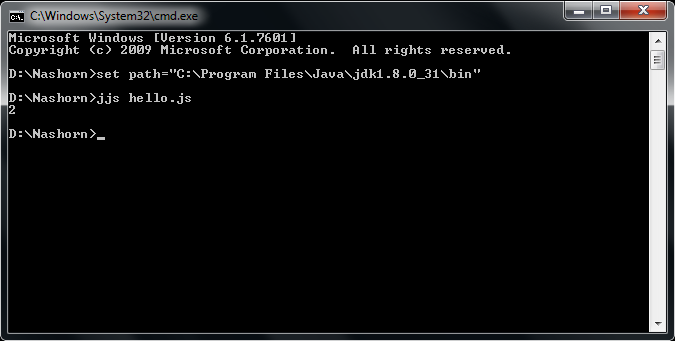 C:\Windows\System32\cmd.exe
Microsoft Windows [Version 6.1.7601]
Copyright (c) 2009 Microsoft Corporation.  All rights reserved.
D:\Nashorn>set path="C:\Program Files\Java\jdk1.8.0_31\bin"
D:\Nashorn>jjs hello.js
2
D:\Nashorn>_